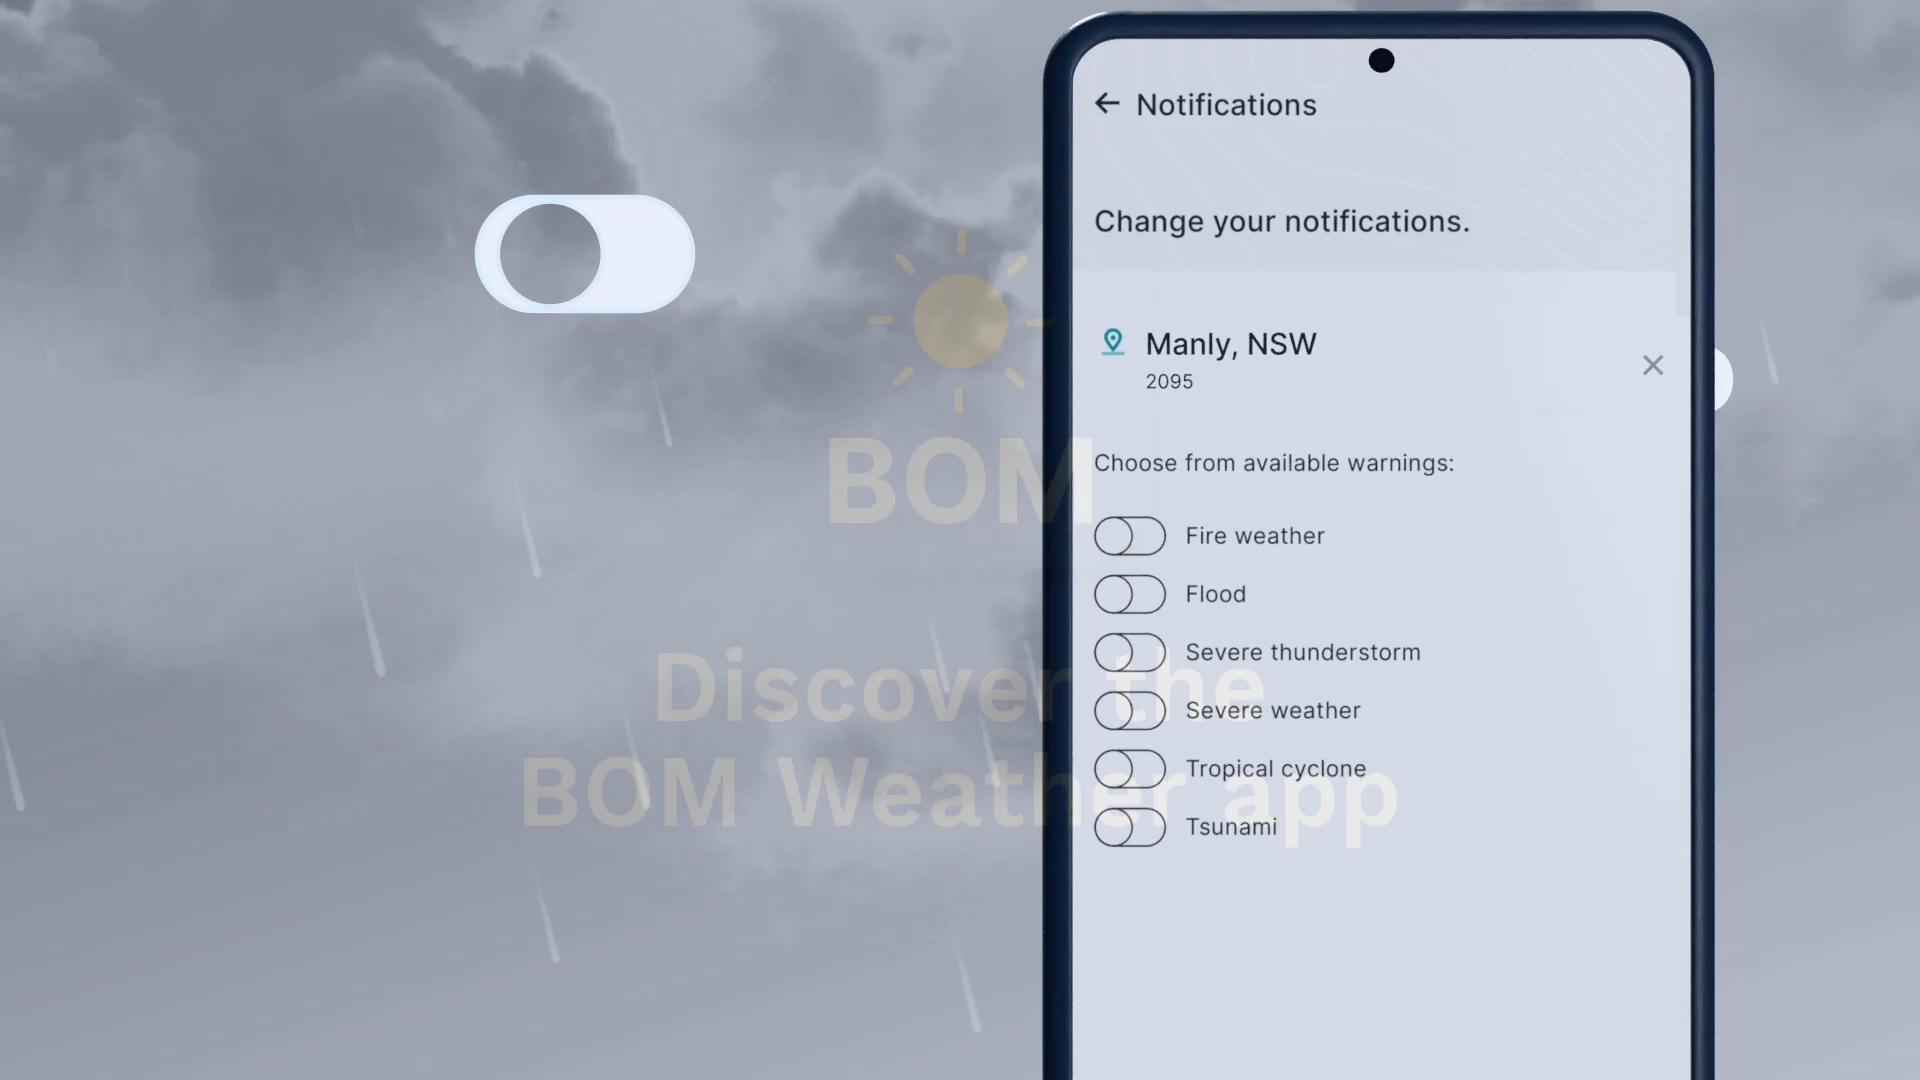 Notifications
Change your notifications.
Manly, NSW
2095
Choose from available warnings:
Fire weather
Flood
Severe thunderstorm
Severe weather
Tropical cyclone
Tsunami
BOM
Discover the
BOM Weather app